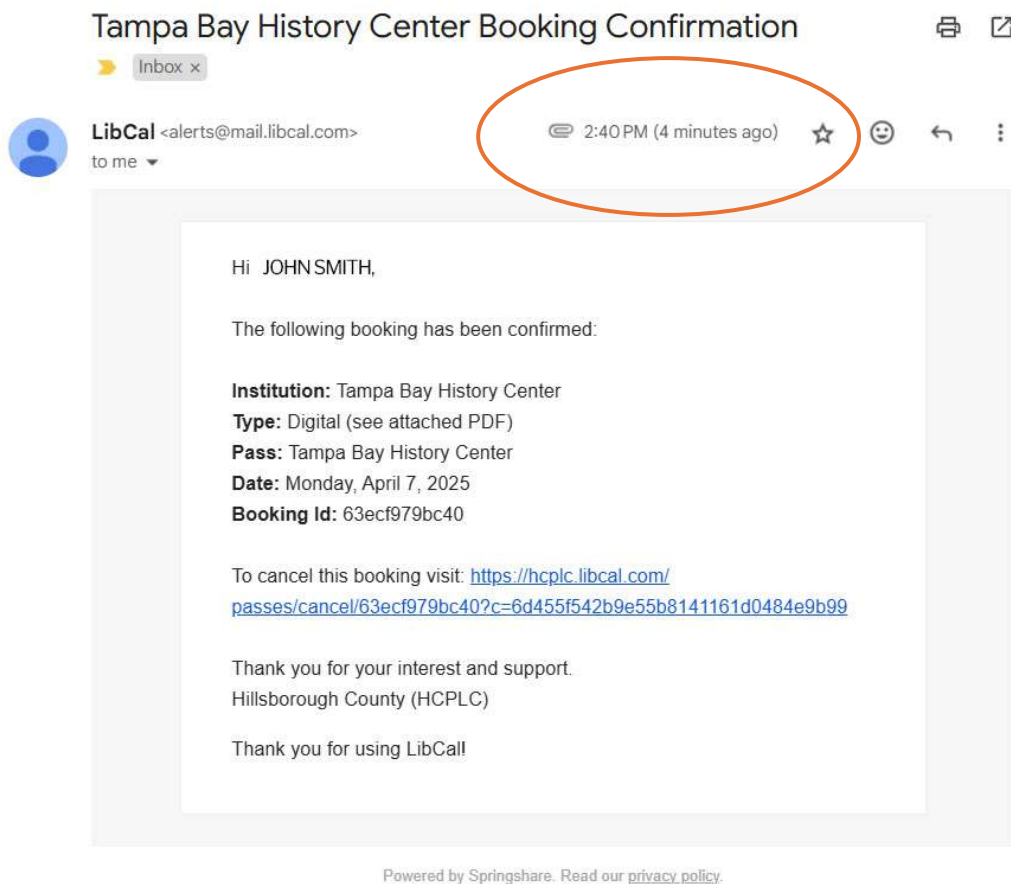 Tampa Bay History Center Booking Confirmation
Inbox ×
LibCal <alerts@mail.libcal.com>
2:40 PM (4 minutes ago)
to me
Hi JOHN SMITH,
The following booking has been confirmed:
Institution: Tampa Bay History Center
Type: Digital (see attached PDF)
Pass: Tampa Bay History Center
Date: Monday, April 7, 2025
Booking Id: 63ecf979bc40
To cancel this booking visit: https://hcplc.libcal.com/
passes/cancel/63ecf979bc40?c=6d455f542b9e55b8141161d0484e9b99
Thank you for your interest and support.
Hillsborough County (HCPLC)
Thank you for using LibCal!
Powered by Springshare. Read our privacy policy.